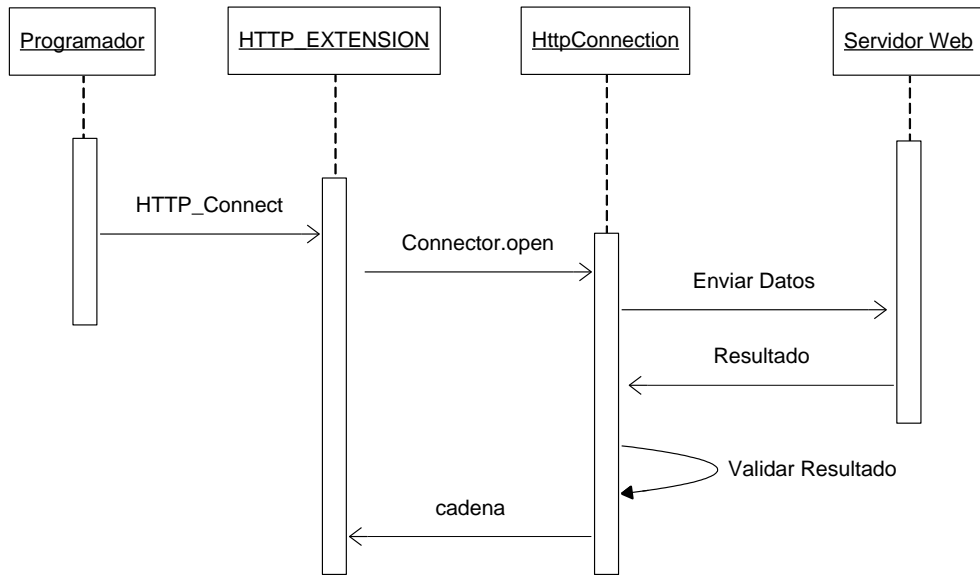 Programador
HTTP_EXTENSION
HttpConnection
Servidor Web
HTTP_Connect
Connector.open
Enviar Datos
Resultado
Validar Resultado
cadena